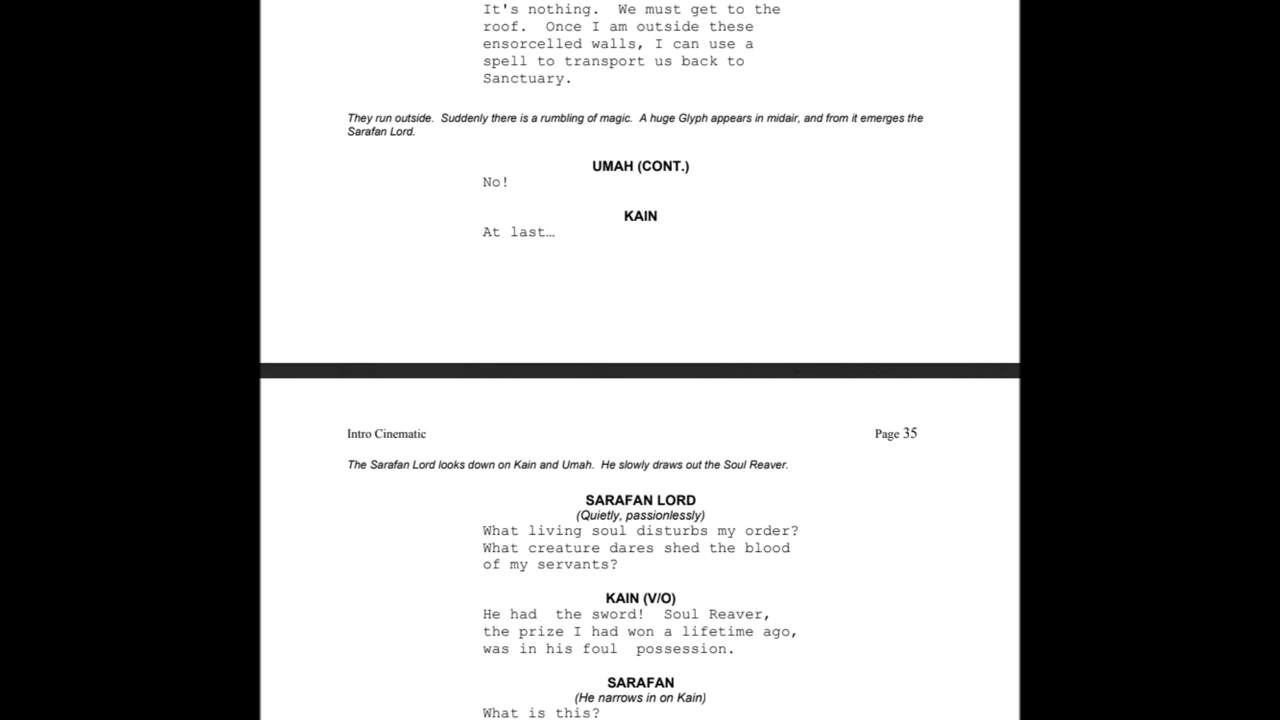 It's nothing.  We must get to the
roof.  Once I am outside these
ensorcelled walls, I can use a
spell to transport us back to
Sanctuary.
They run outside.  Suddenly there is a rumbling of magic.  A huge Glyph appears in midair, and from it emerges the
Sarafan Lord.
UMAH (CONT.)
No!
KAIN
At last…
Intro Cinematic Page 35
The Sarafan Lord looks down on Kain and Umah.  He slowly draws out the Soul Reaver.
SARAFAN LORD
(Quietly, passionlessly)
What living soul disturbs my order?
What creature dares shed the blood
of my servants?
KAIN (V/O)
He had  the sword!  Soul Reaver,
the prize I had won a lifetime ago,
was in his foul  possession.
SARAFAN
(He narrows in on Kain)
What is this?